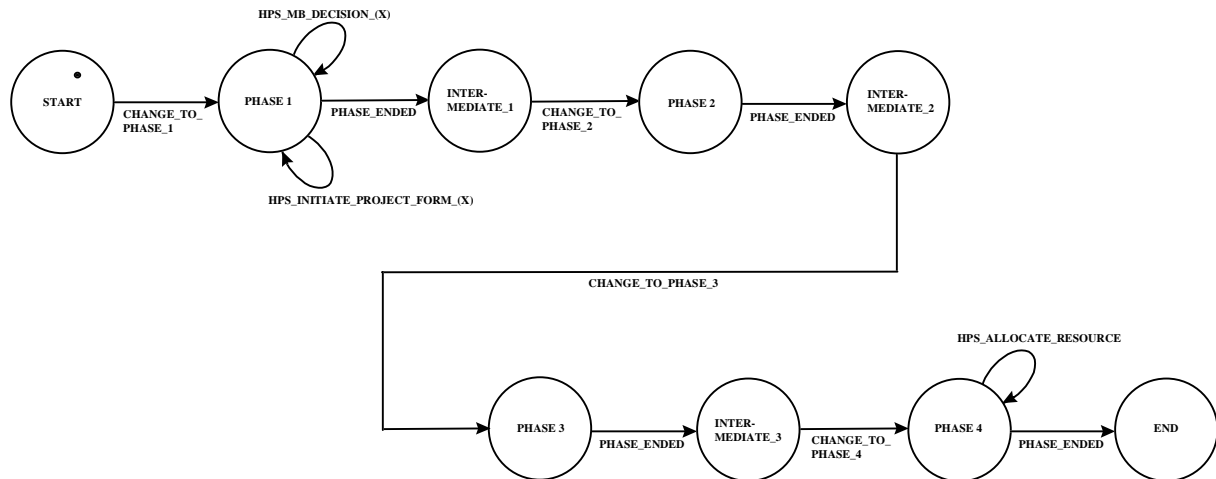 HPS_MB_DECISION_(X)
START
PHASE 1
INTER-
MEDIATE_1
PHASE 2
INTER-
MEDIATE_2
CHANGE_TO_
PHASE_1
PHASE_ENDED
CHANGE_TO_
PHASE_2
PHASE_ENDED
HPS_INITIATE_PROJECT_FORM_(X)
CHANGE_TO_PHASE_3
HPS_ALLOCATE_RESOURCE
PHASE 3
INTER-
MEDIATE_3
PHASE 4
END
PHASE_ENDED
CHANGE_TO_
PHASE_4
PHASE_ENDED